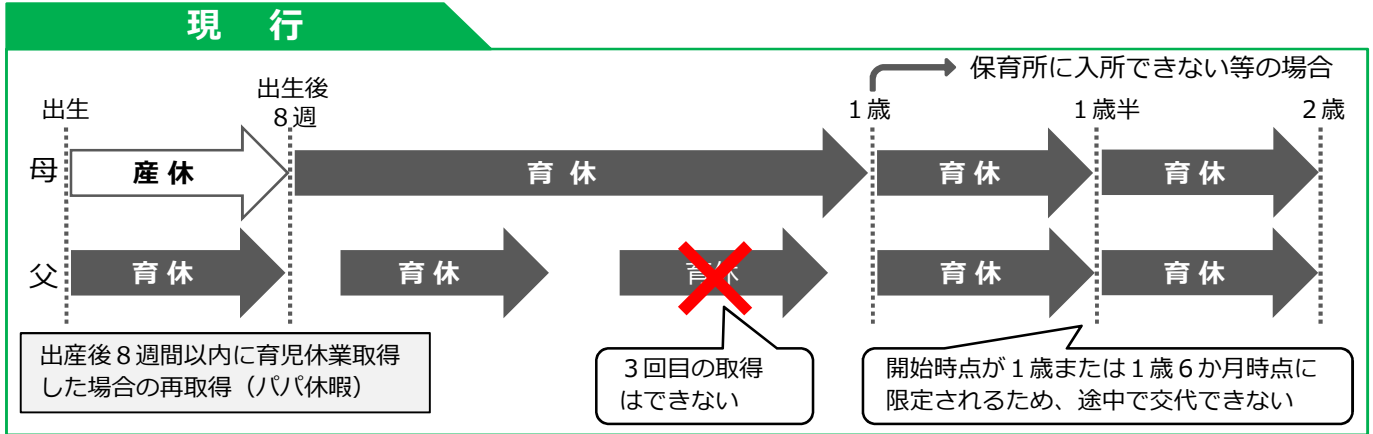 現 行
保育所に入所できない等の場合
出生
出生後
８週
１歳
１歳半
２歳
母
産 休
育 休
育 休
育 休
父
育 休
育 休
育 休
育 休
育 休
出産後８週間以内に育児休業取得
した場合の再取得（パパ休暇）
３回目の取得
はできない
開始時点が１歳または１歳６か月時点に
限定されるため、途中で交代できない